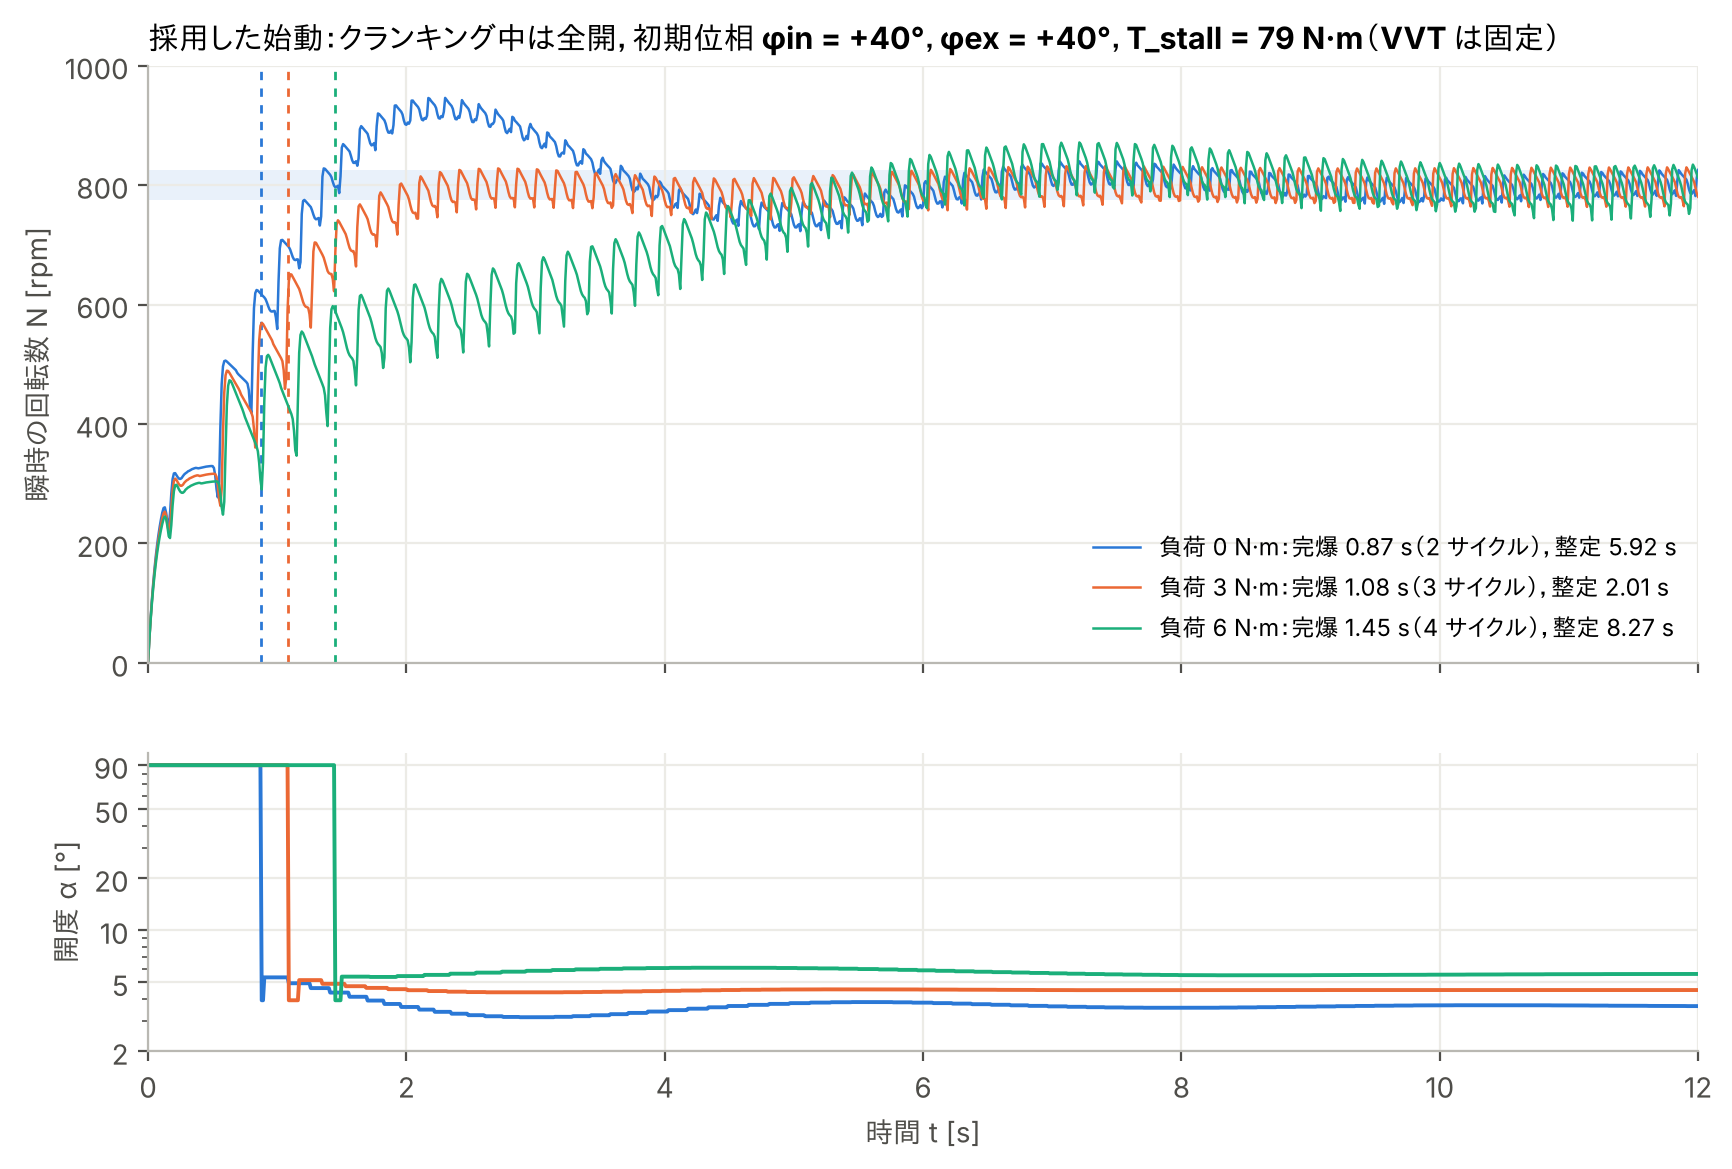 採用した始動：クランキング中は全開，初期位相 φin = +40°，φex = +40°，T_stall = 79 N·m（VVT は固定）
1000
800
600
400
200
0
瞬時の回転数 N [rpm]
負荷 0 N·m：完爆 0.87 s（2 サイクル），整定 5.92 s
負荷 3 N·m：完爆 1.08 s（3 サイクル），整定 2.01 s
負荷 6 N·m：完爆 1.45 s（4 サイクル），整定 8.27 s
90
50
20
10
5
2
開度 α [°]
0 2 4 6 8 10 12
時間 t [s]